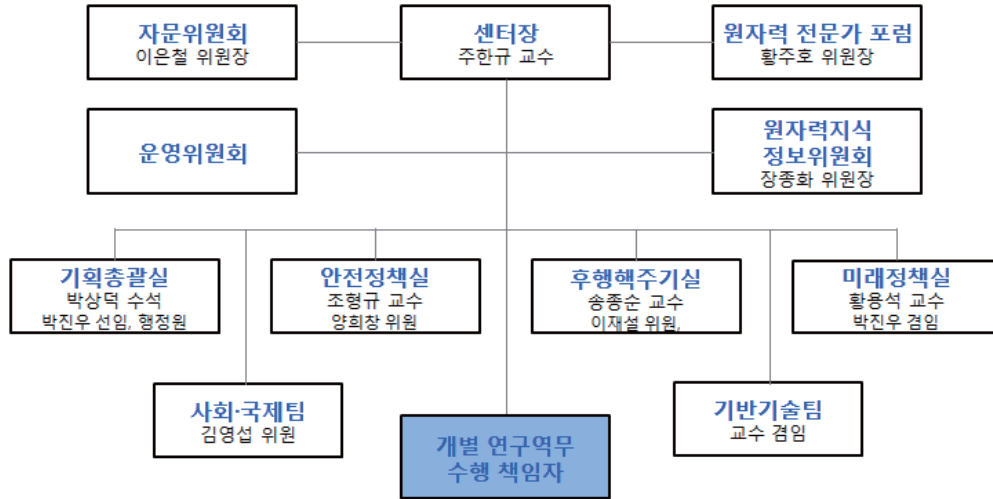 자문위원회
이은철 위원장
센터장
주한규 교수
원자력 전문가 포럼
황주호 위원장
운영위원회
원자력지식
정보위원회
장종화 위원장
기획총괄실
박상덕 수석
박진우 선임, 행정원
안전정책실
조형규 교수
양희창 위원
후행핵주기실
송종순 교수
이재설 위원,
미래정책실
황용석 교수
박진우 겸임
사회·국제팀
김영섭 위원
개별 연구역무
수행 책임자
기반기술팀
교수 겸임